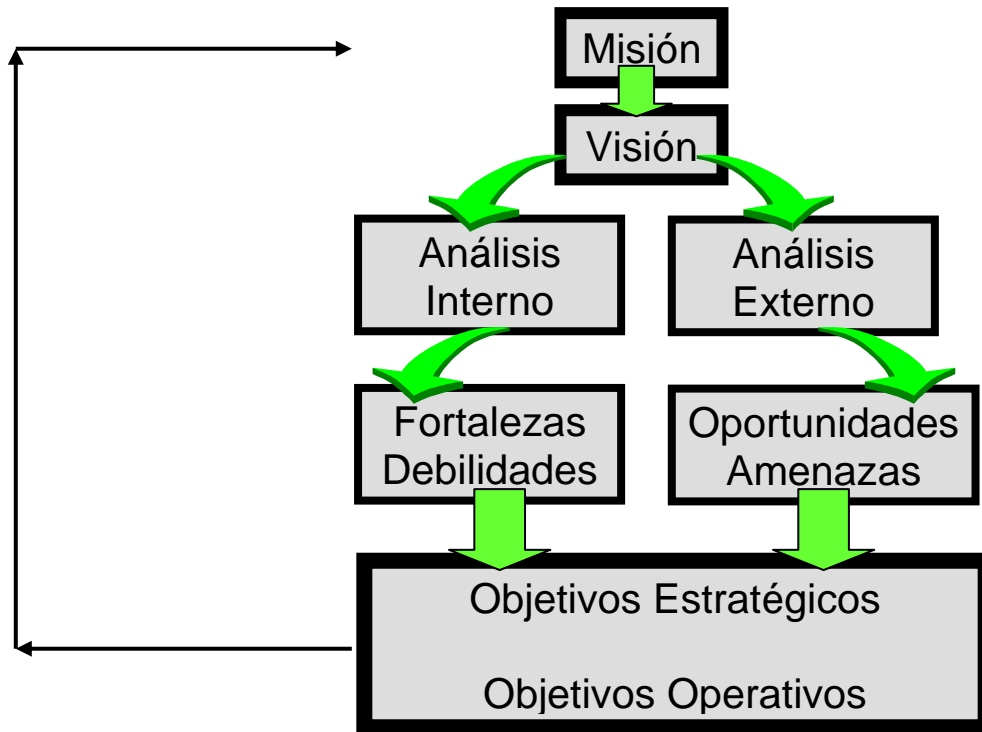 Misión
Visión
Análisis
Interno
Análisis
Externo
Fortalezas
Debilidades
Oportunidades
Amenazas
Objetivos Estratégicos
Objetivos Operativos